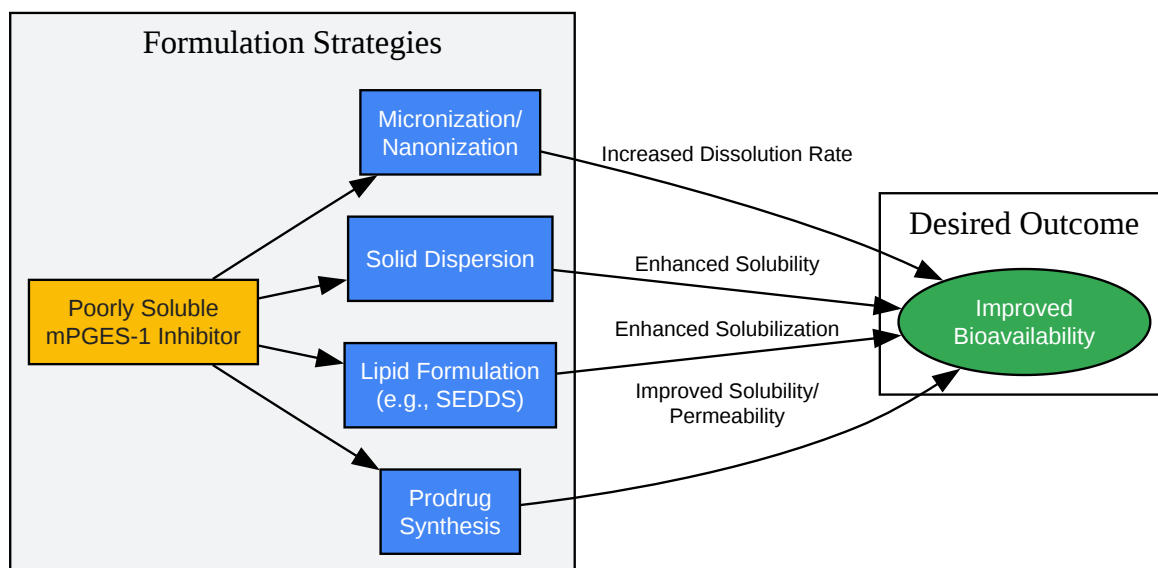 Formulation Strategies
Micronization/
Nanonization
Increased Dissolution Rate
Desired Outcome
Solid Dispersion
Enhanced Solubility
Poorly Soluble
mPGES-1 Inhibitor
Improved
Bioavailability
Enhanced Solubilization
Lipid Formulation
(e.g., SEDDS)
Improved Solubility/
Permeability
Prodrug
Synthesis